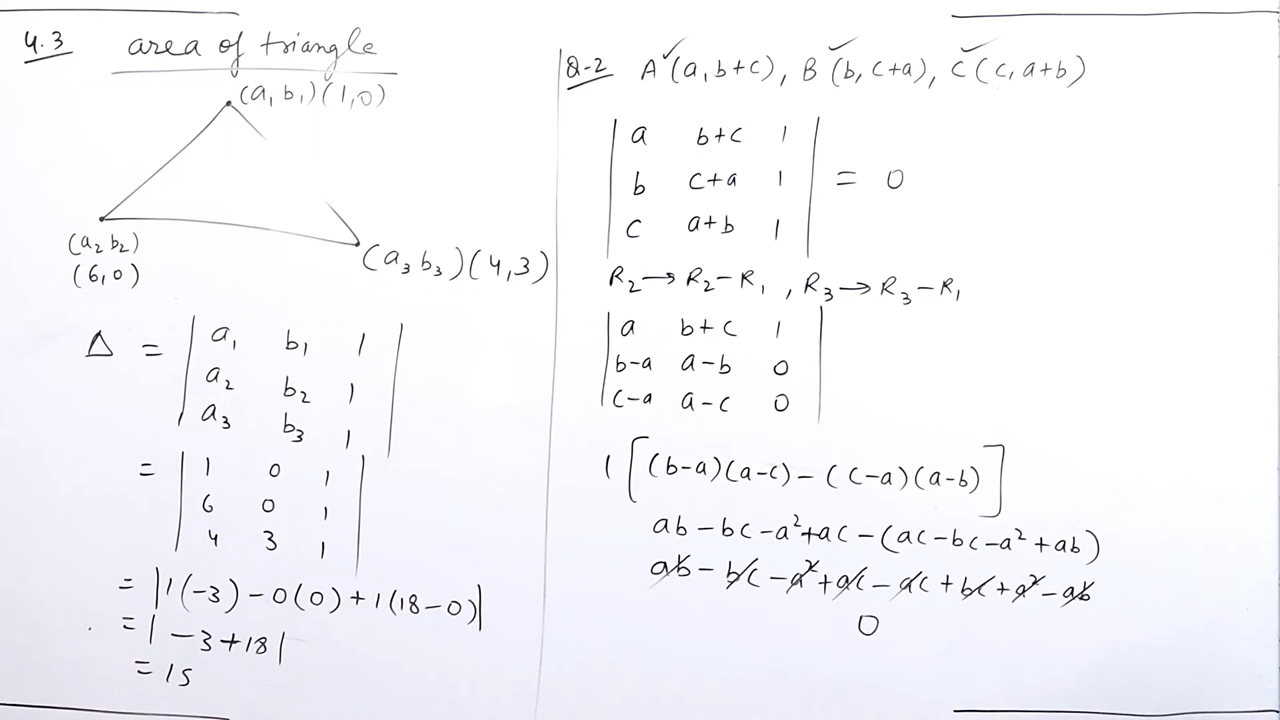 4.3 area of triangle
(a₁ b₁) (1,0)
(a₂ b₂)
(6,0)
(a₃ b₃) (4,3)
Δ = | a₁ b₁ 1 |
| a₂ b₂ 1 |
| a₃ b₃ 1 |
= | 1 0 1 |
| 6 0 1 |
| 4 3 1 |
= |1(-3) - 0(0) + 1(18-0)|
= | -3+18 |
= 15
Q-2 A (a, b+c), B (b, c+a), C (c, a+b)
| a b+c 1 |
| b c+a 1 | = 0
| c a+b 1 |
R₂ → R₂-R₁, R₃ → R₃-R₁
| a b+c 1 |
| b-a a-b 0 |
| c-a a-c 0 |
1 [(b-a)(a-c) - (c-a)(a-b)]
ab - bc - a² + ac - (ac - bc - a² + ab)
ab - bc - a² + ac - ac + bc + a² - ab
0